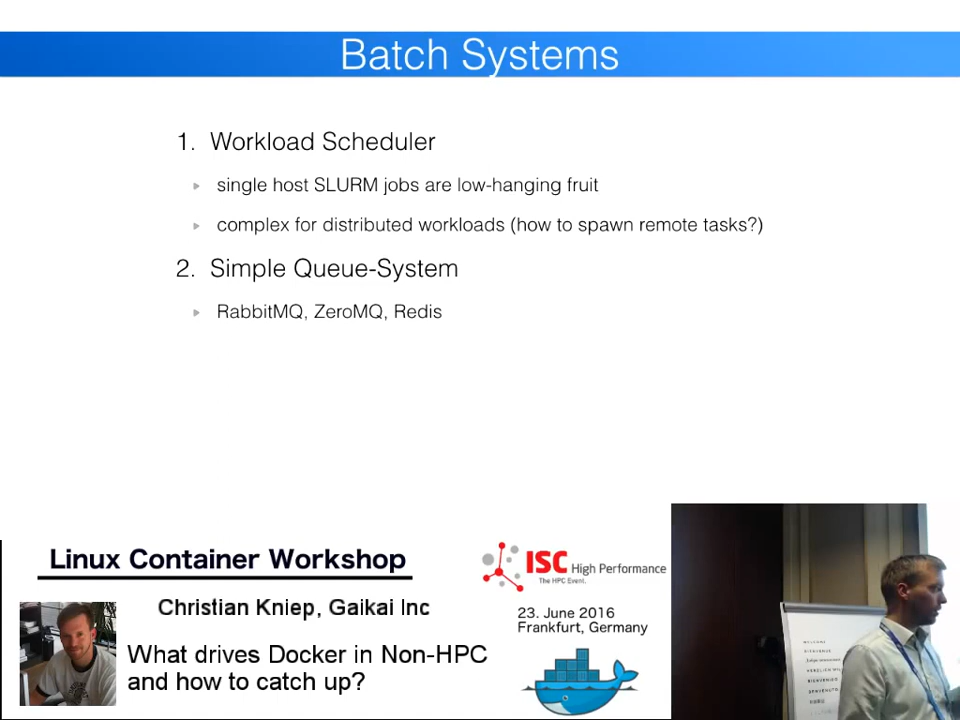 Batch Systems
1. Workload Scheduler
single host SLURM jobs are low-hanging fruit
complex for distributed workloads (how to spawn remote tasks?)
2. Simple Queue-System
RabbitMQ, ZeroMQ, Redis
Linux Container Workshop
Christian Kniep, Gaikai Inc
What drives Docker in Non-HPC
and how to catch up?
ISC High Performance
The HPC Event.
23. June 2016
Frankfurt, Germany
WELCOME
BIENVENUE
BIENVENIDO